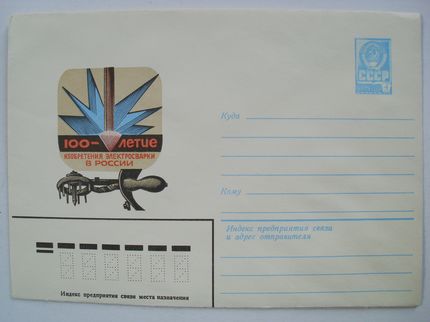 СССР
100-летие
ИЗОБРЕТЕНИЯ ЭЛЕКТРОСВАРКИ
В РОССИИ
Куда
Кому
Индекс предприятия связи
и адрес отправителя
Индекс предприятия связи места назначения